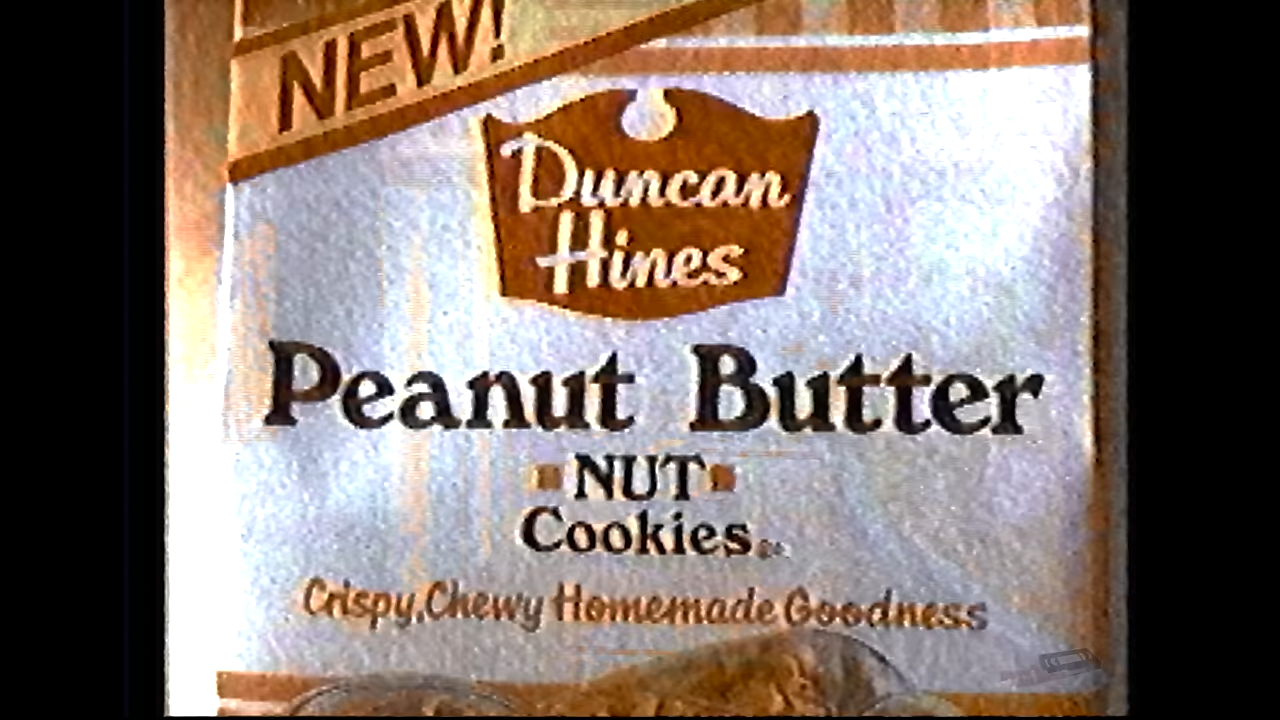 NEW!
Duncan
Hines
Peanut Butter
NUT
Cookies
Crispy, Chewy Homemade Goodness